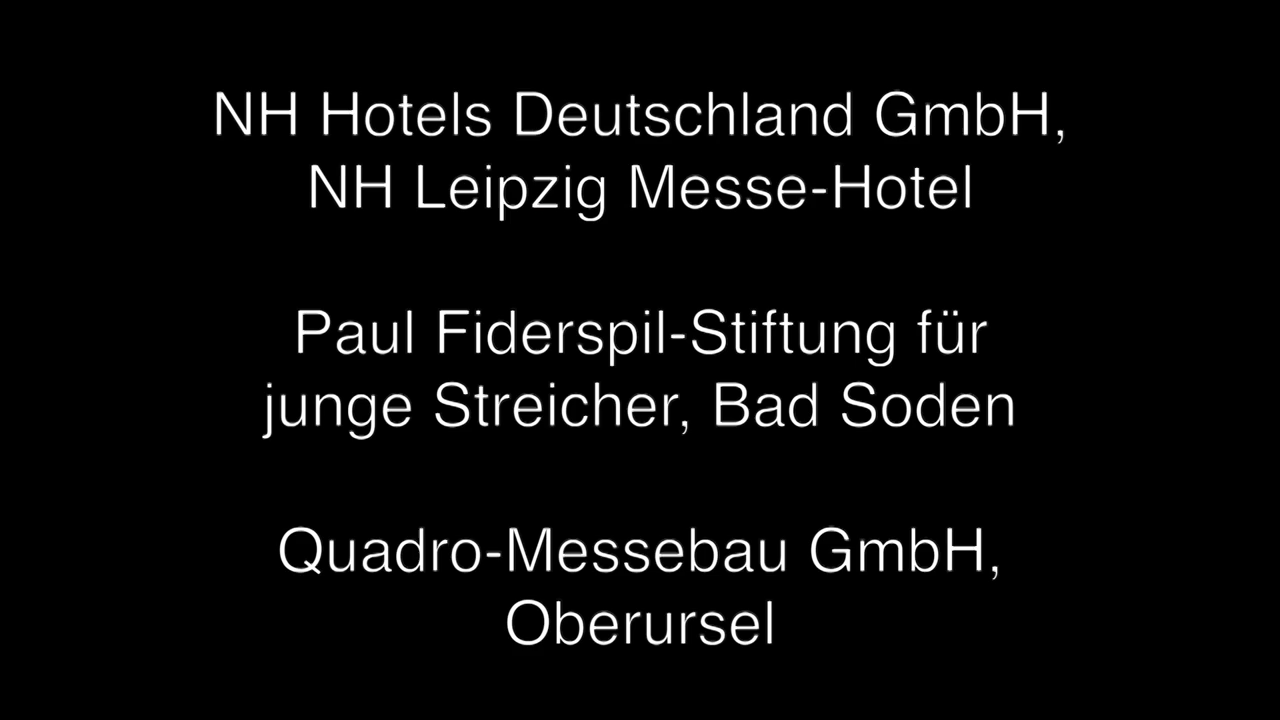 NH Hotels Deutschland GmbH,
NH Leipzig Messe-Hotel
Paul Fiderspil-Stiftung für
junge Streicher, Bad Soden
Quadro-Messebau GmbH,
Oberursel